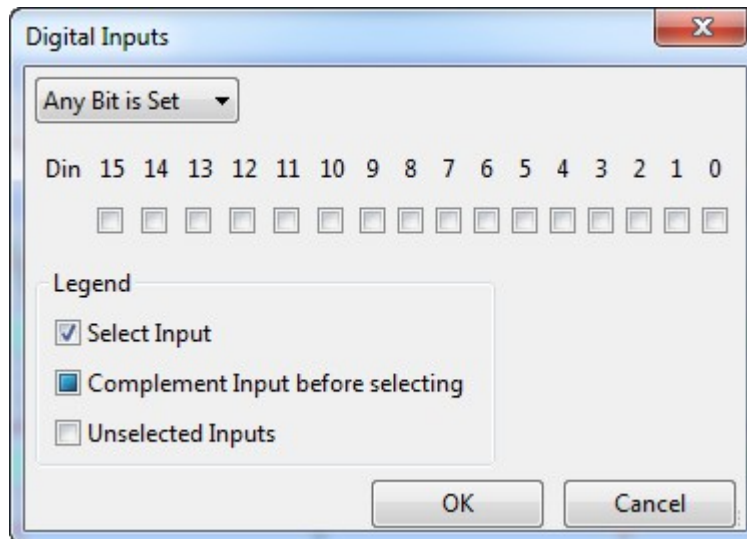 Digital Inputs
Any Bit is Set
Din 15 14 13 12 11 10 9 8 7 6 5 4 3 2 1 0
Legend
Select Input
Complement Input before selecting
Unselected Inputs
OK Cancel